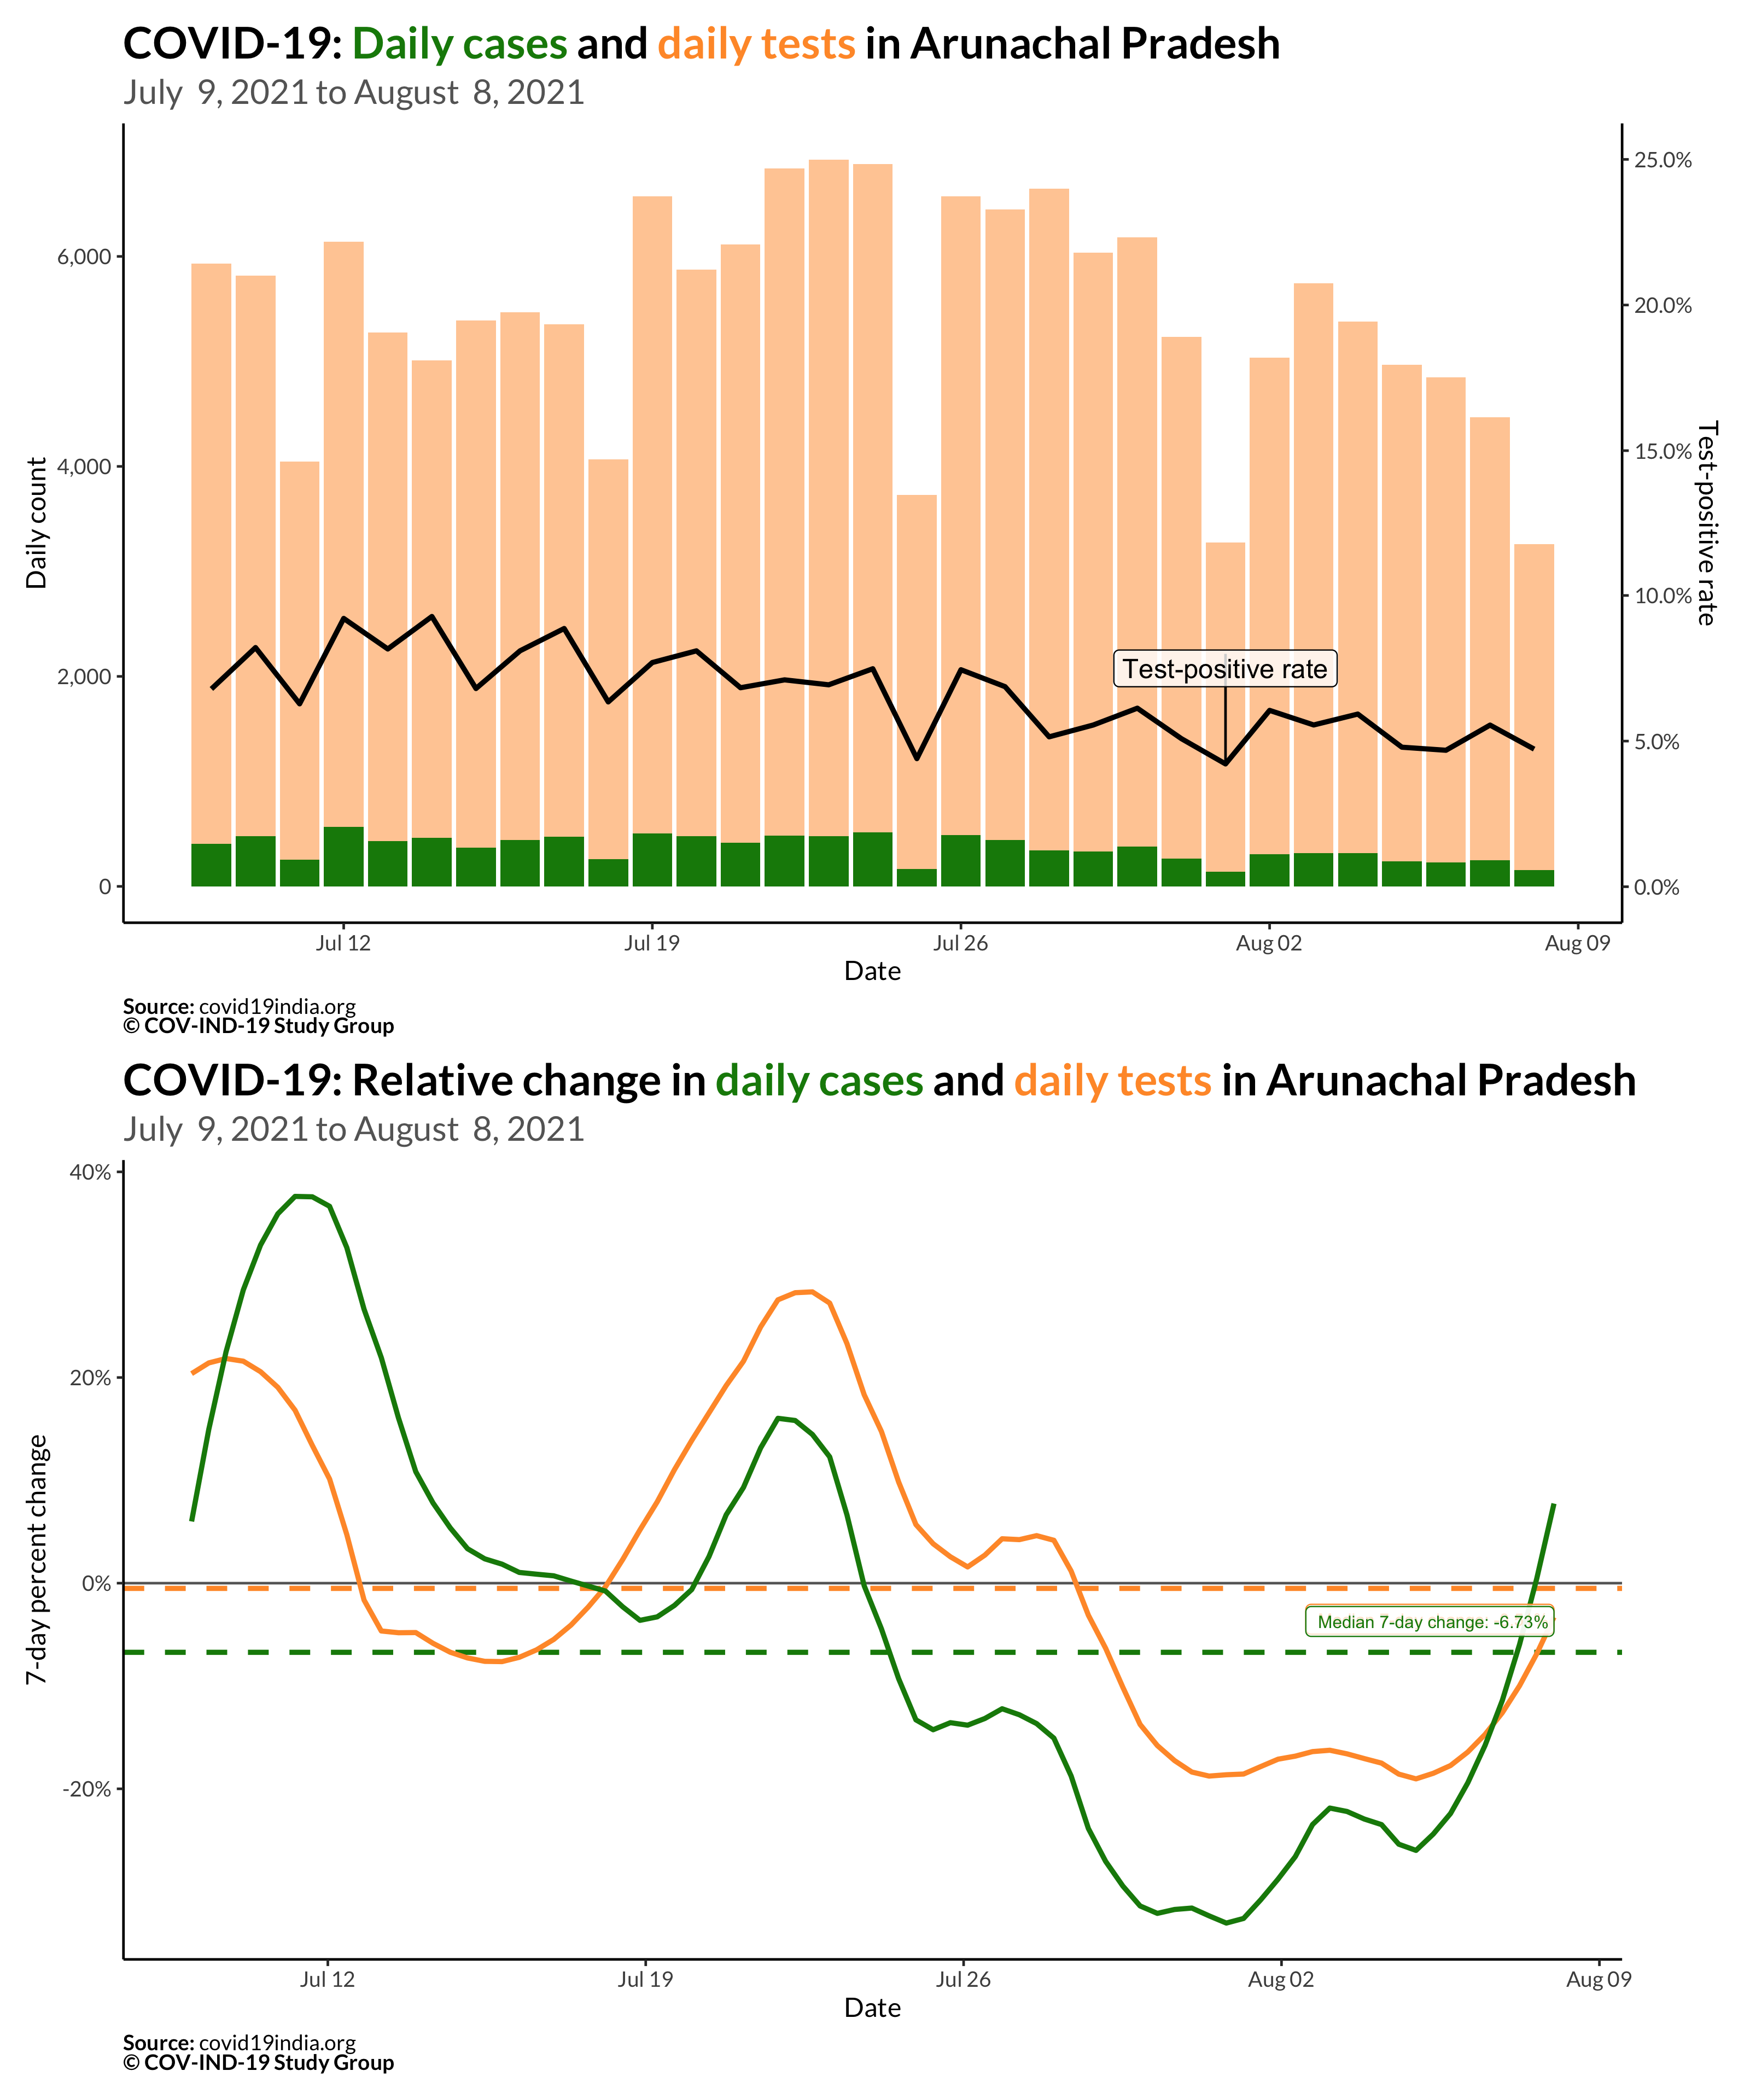 COVID-19: Daily cases and daily tests in Arunachal Pradesh
July 9, 2021 to August 8, 2021
Daily count
6,000
4,000
2,000
0
25.0%
20.0%
15.0%
10.0%
5.0%
0.0%
Test-positive rate
Test-positive rate
Jul 12
Jul 19
Jul 26
Aug 02
Aug 09
Date
Source: covid19india.org
© COV-IND-19 Study Group
COVID-19: Relative change in daily cases and daily tests in Arunachal Pradesh
July 9, 2021 to August 8, 2021
7-day percent change
40%
20%
0%
-20%
Median 7-day change: -6.73%
Jul 12
Jul 19
Jul 26
Aug 02
Aug 09
Date
Source: covid19india.org
© COV-IND-19 Study Group